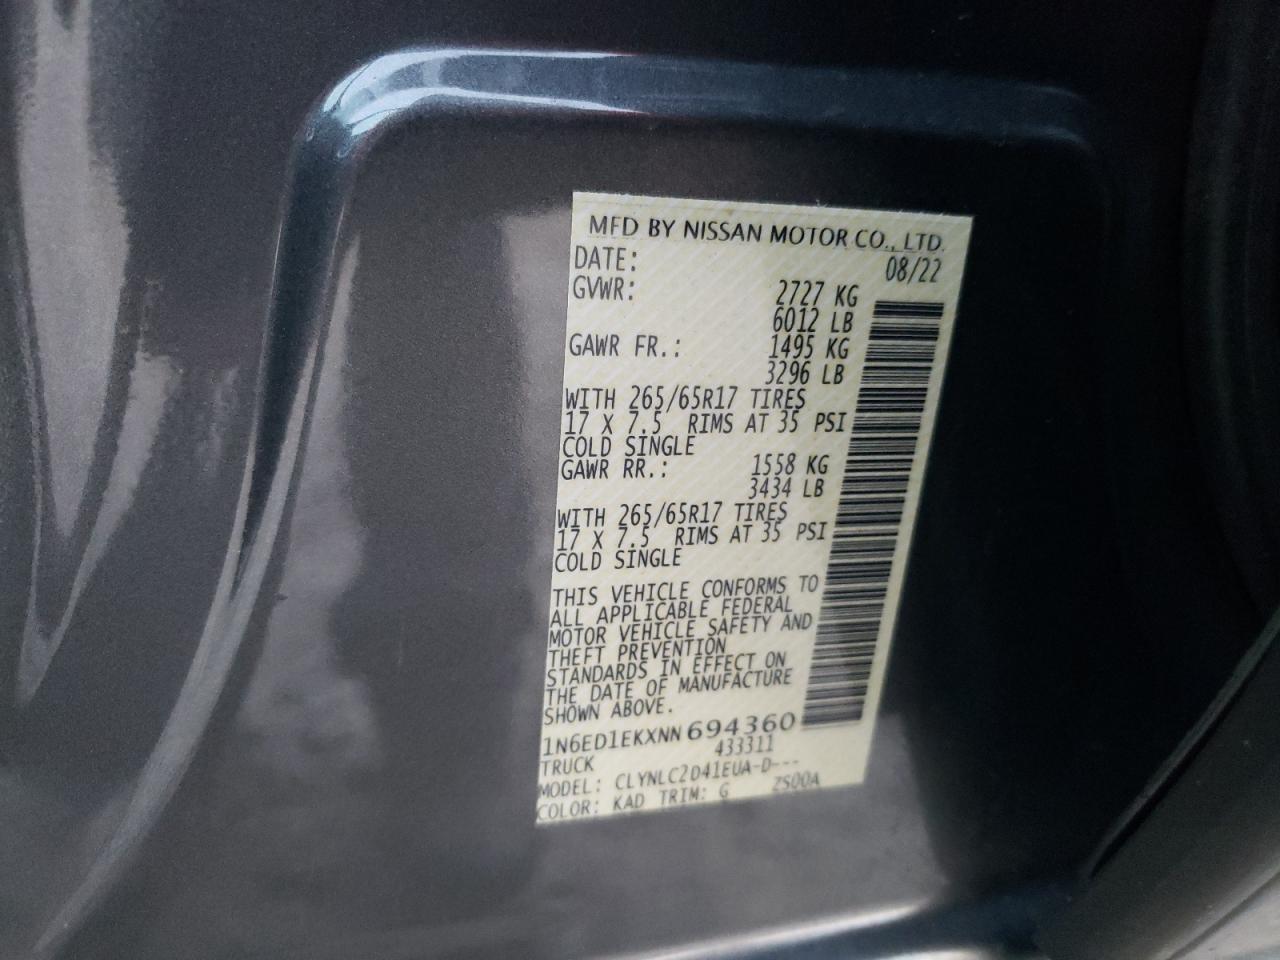 MFD BY NISSAN MOTOR CO., LTD.
DATE: 08/22
GVWR: 2727 KG
6012 LB
GAWR FR.: 1495 KG
3296 LB
WITH 265/65R17 TIRES
17 X 7.5 RIMS AT 35 PSI
COLD SINGLE
GAWR RR.: 1558 KG
3434 LB
WITH 265/65R17 TIRES
17 X 7.5 RIMS AT 35 PSI
COLD SINGLE
THIS VEHICLE CONFORMS TO
ALL APPLICABLE FEDERAL
MOTOR VEHICLE SAFETY AND
THEFT PREVENTION
STANDARDS IN EFFECT ON
THE DATE OF MANUFACTURE
SHOWN ABOVE.
1N6ED1EKXNN694360
TRUCK 433311
MODEL: CLYNLC2D41EUA-D---
COLOR: KAD TRIM: G ZS00A